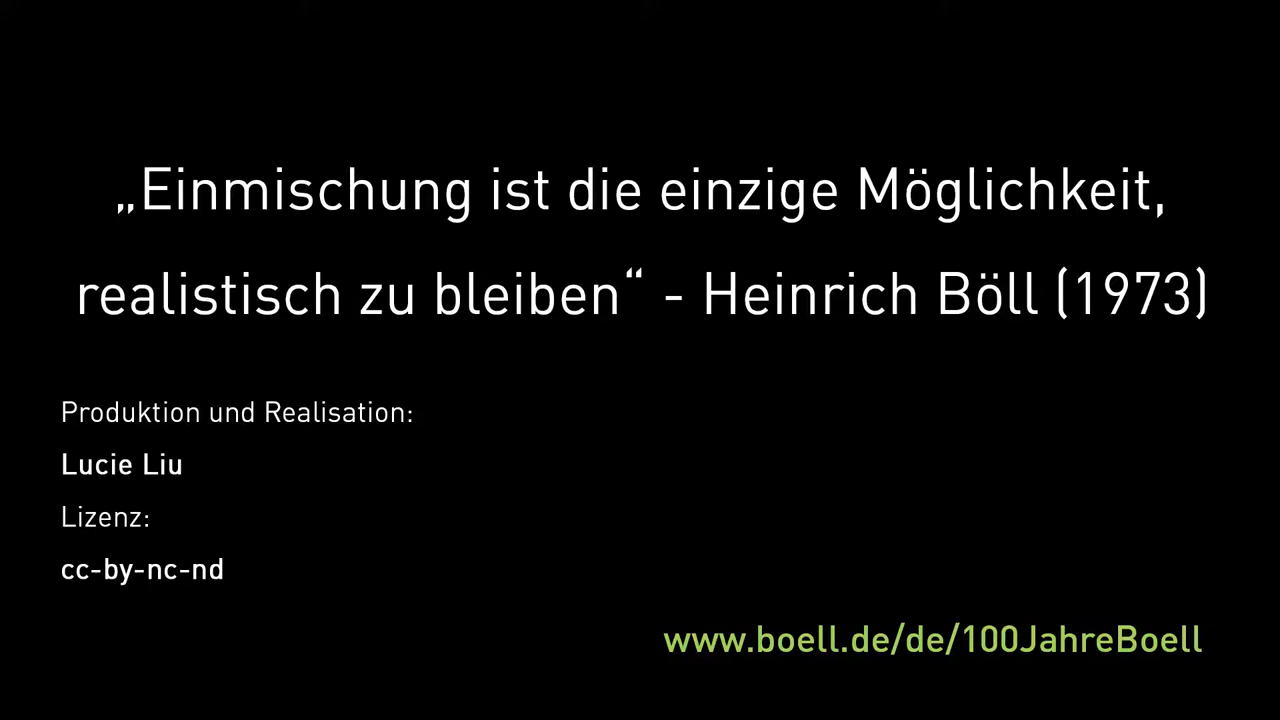 „Einmischung ist die einzige Möglichkeit,
realistisch zu bleiben“ - Heinrich Böll (1973)
Produktion und Realisation:
Lucie Liu
Lizenz:
cc-by-nc-nd
www.boell.de/de/100JahreBoell